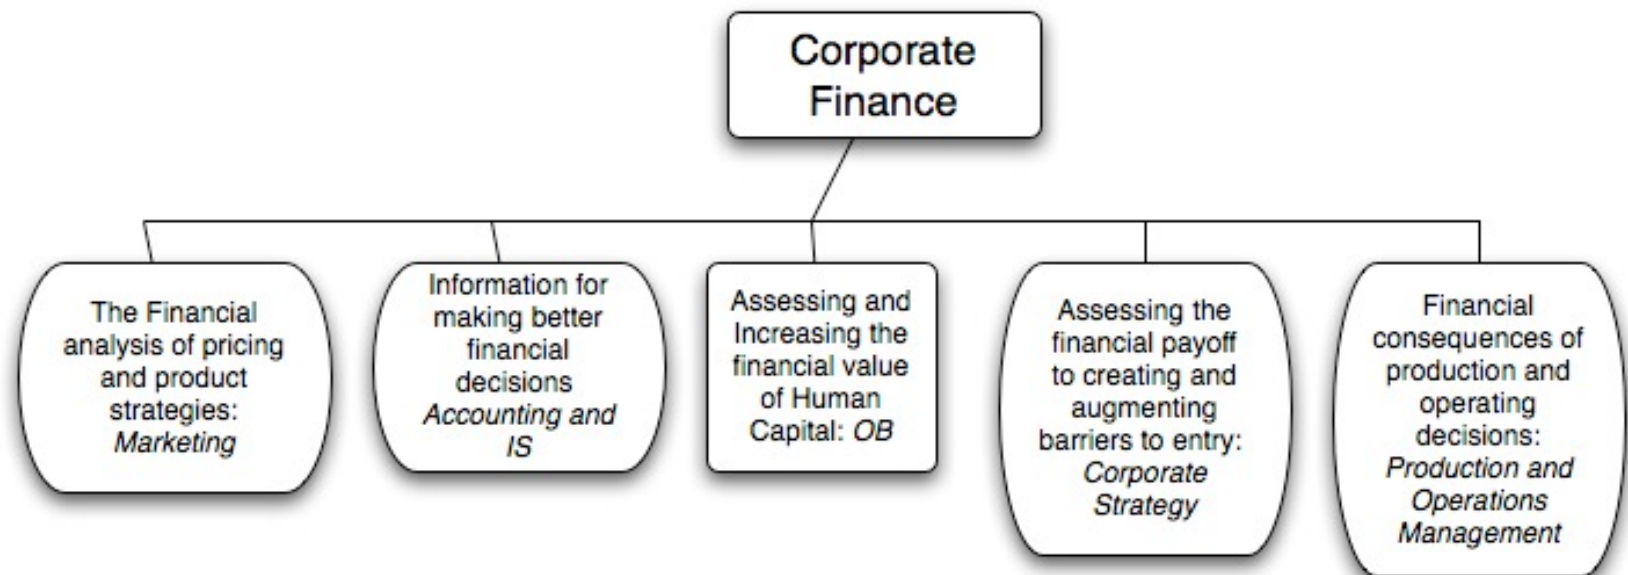 Corporate
Finance
The Financial
analysis of pricing
and product
strategies:
Marketing
Information for
making better
financial
decisions
Accounting and
IS
Assessing and
Increasing the
financial value
of Human
Capital: OB
Assessing the
financial payoff
to creating and
augmenting
barriers to entry:
Corporate
Strategy
Financial
consequences of
production and
operating
decisions:
Production and
Operations
Management